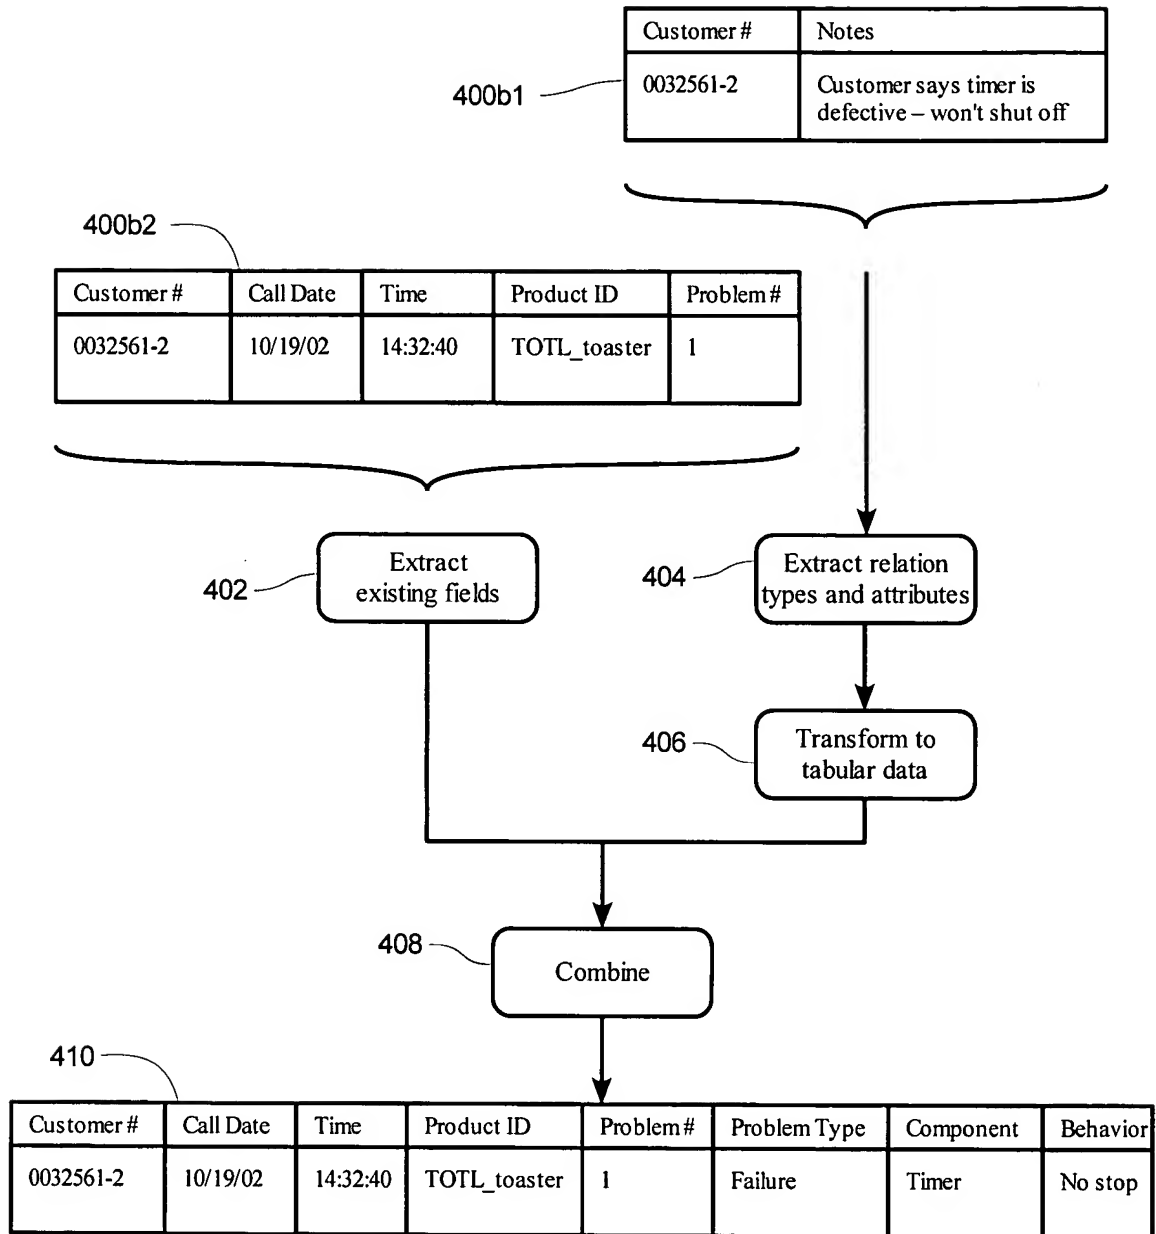 Customer # Notes
400b1
0032561-2 Customer says timer is
defective – won't shut off
400b2
Customer # Call Date Time Product ID Problem #
0032561-2 10/19/02 14:32:40 TOTL_toaster 1
402
Extract
existing fields
404
Extract relation
types and attributes
406
Transform to
tabular data
408
Combine
410
Customer # Call Date Time Product ID Problem # Problem Type Component Behavior
0032561-2 10/19/02 14:32:40 TOTL_toaster 1 Failure Timer No stop